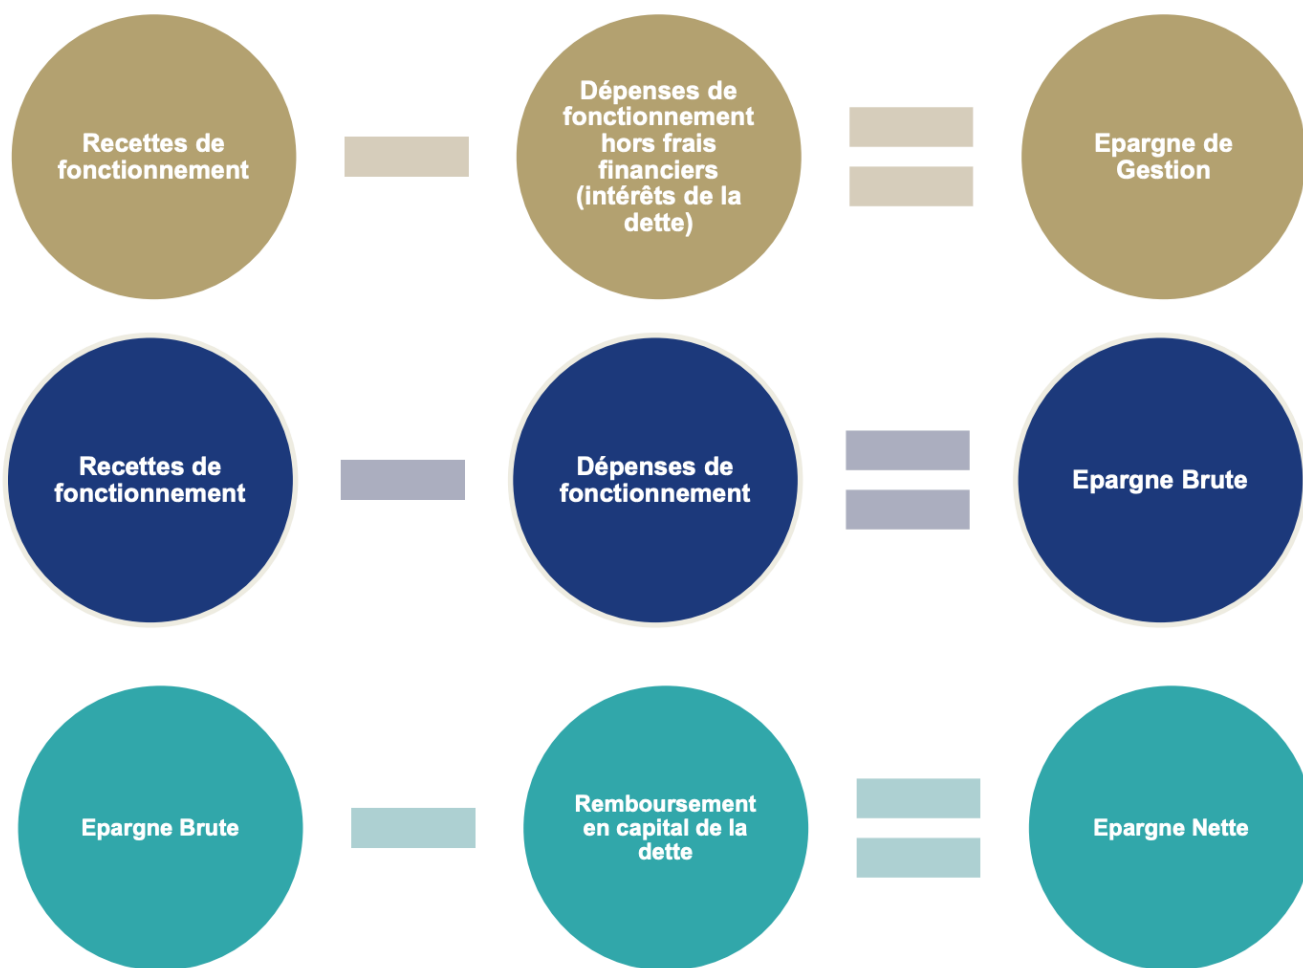 Recettes de
fonctionnement
Dépenses de
fonctionnement
hors frais
financiers
(intérêts de la
dette)
Epargne de
Gestion
Recettes de
fonctionnement
Dépenses de
fonctionnement
Epargne Brute
Epargne Brute
Remboursement
en capital de la
dette
Epargne Nette